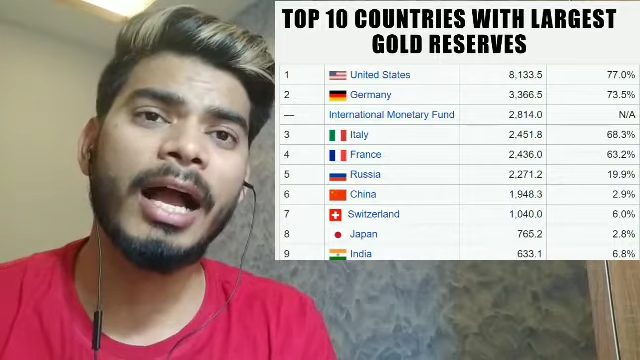 TOP 10 COUNTRIES WITH LARGEST
GOLD RESERVES
1 United States 8,133.5 77.0%
2 Germany 3,366.5 73.5%
— International Monetary Fund 2,814.0 N/A
3 Italy 2,451.8 68.3%
4 France 2,436.0 63.2%
5 Russia 2,271.2 19.9%
6 China 1,948.3 2.9%
7 Switzerland 1,040.0 6.0%
8 Japan 765.2 2.8%
9 India 633.1 6.8%